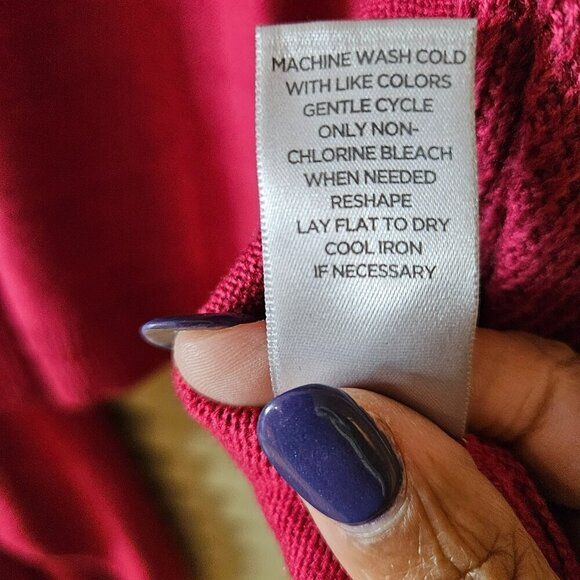 MACHINE WASH COLD
WITH LIKE COLORS
GENTLE CYCLE
ONLY NON-
CHLORINE BLEACH
WHEN NEEDED
RESHAPE
LAY FLAT TO DRY
COOL IRON
IF NECESSARY